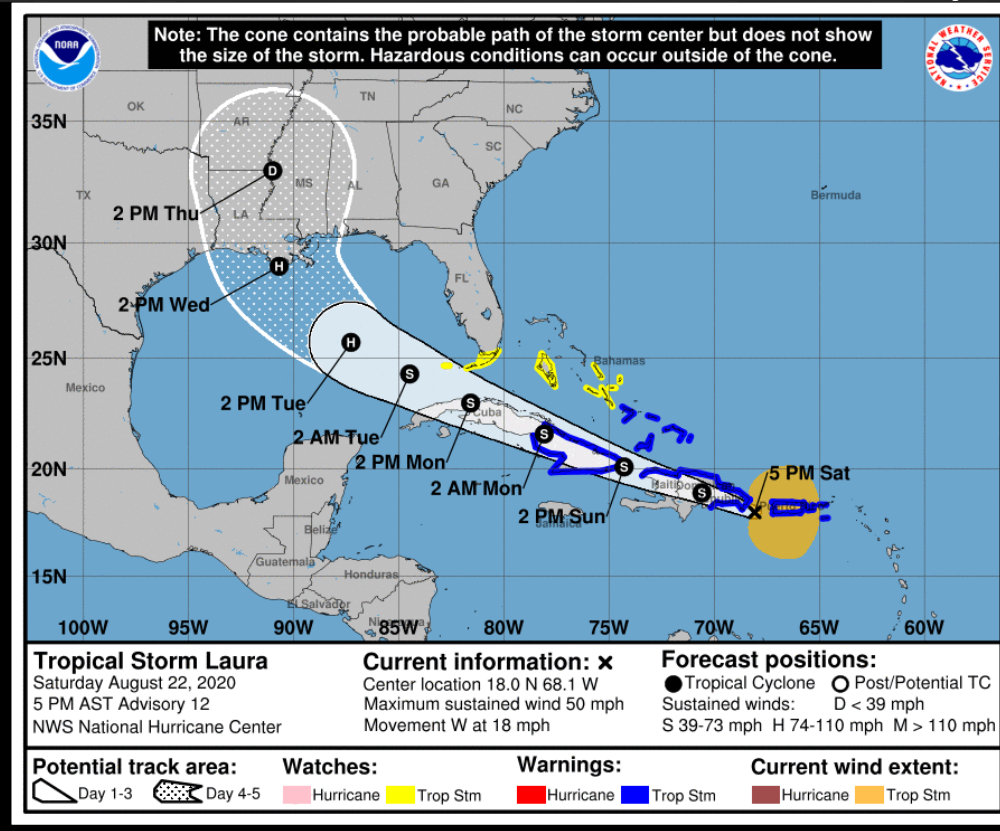 Note: The cone contains the probable path of the storm center but does not show
the size of the storm. Hazardous conditions can occur outside of the cone.
NOAA
NATIONAL WEATHER SERVICE
OK
TN
NC
AR
35N
SC
TX
MS
AL
GA
Bermuda
2 PM Thu
LA
30N
FL
2 PM Wed
25N
Bahamas
Mexico
2 PM Tue
Cuba
2 AM Tue
2 PM Mon
20N
5 PM Sat
Mexico
2 AM Mon
Haiti
2 PM Sun
Jamaica
Belize
15N
Guatemala
Honduras
El Salvador
100W 95W 90W 85W 80W 75W 70W 65W 60W
D
H
H
S
S
S
S
S
Tropical Storm Laura
Saturday August 22, 2020
5 PM AST Advisory 12
NWS National Hurricane Center
Current information: x
Center location 18.0 N 68.1 W
Maximum sustained wind 50 mph
Movement W at 18 mph
Forecast positions:
Tropical Cyclone Post/Potential TC
Sustained winds: D < 39 mph
S 39-73 mph H 74-110 mph M > 110 mph
Potential track area:
Day 1-3 Day 4-5
Watches:
Hurricane Trop Stm
Warnings:
Hurricane Trop Stm
Current wind extent:
Hurricane Trop Stm